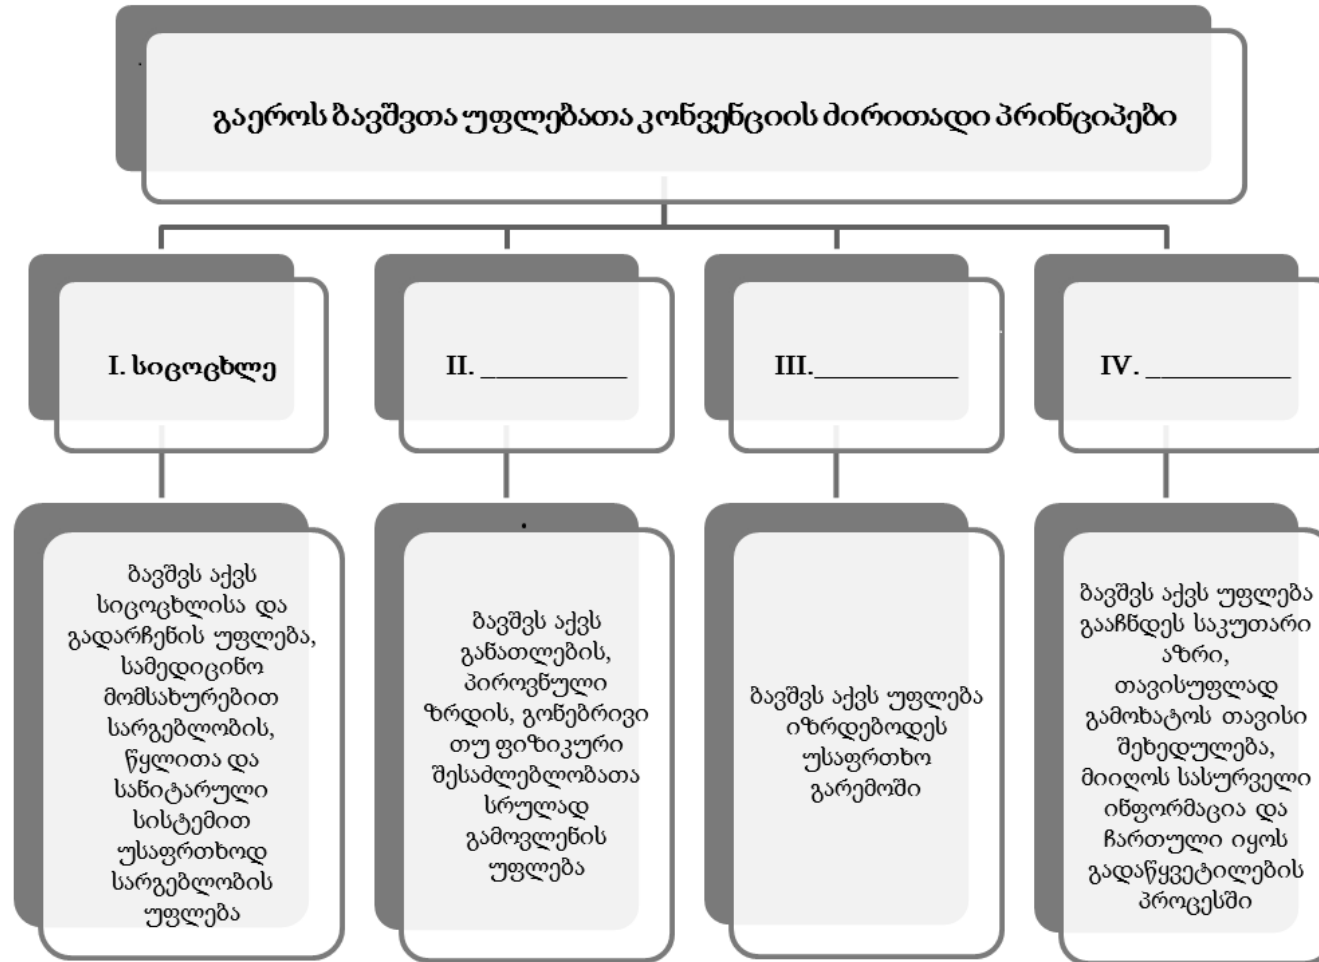 გაეროს ბავშვთა უფლებათა კონვენციის ძირითადი პრინციპები
I. სიცოცხლე
II. __________
III.__________
IV. __________
ბავშვს აქვს
სიცოცხლისა და
გადარჩენის უფლება,
სამედიცინო
მომსახურებით
სარგებლობის,
წყლითა და
სანიტარული
სისტემით
უსაფრთხოდ
სარგებლობის
უფლება
ბავშვს აქვს
განათლების,
პიროვნული
ზრდის, გონებრივი
თუ ფიზიკური
შესაძლებლობათა
სრულად
გამოვლენის
უფლება
ბავშვს აქვს უფლება
იზრდებოდეს
უსაფრთხო
გარემოში
ბავშვს აქვს უფლება
გააჩნდეს საკუთარი
აზრი,
თავისუფლად
გამოხატოს თავისი
შეხედულება,
მიიღოს სასურველი
ინფორმაცია და
ჩართული იყოს
გადაწყვეტილების
პროცესში